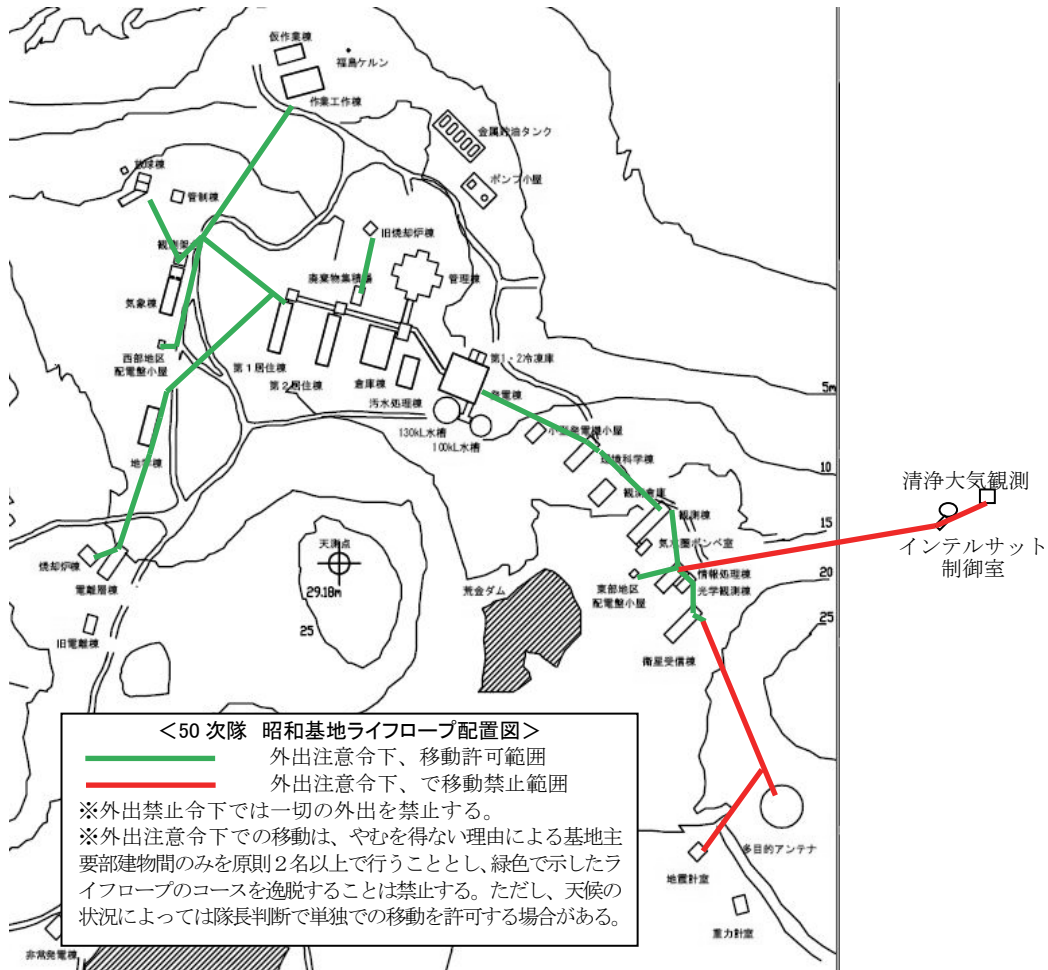 仮作業棟
福島ケルン
作業工作棟
金属貯油タンク
放球棟
ポンプ小屋
管制棟
旧焼却炉棟
廃棄物集積場
管理棟
気象棟
第1・2冷凍庫
西部地区
配電盤小屋
第1居住棟
第2居住棟
倉庫棟
発電棟
5m
汚水処理棟
130kL水槽
100kL水槽
小型発電機小屋
地学棟
環境科学棟
10
清浄大気観測
観測倉庫
観測棟
15
インテルサット
制御室
天測点
気水圏ボンベ室
焼却炉棟
情報処理棟
20
東部地区
配電盤小屋
光学観測棟
電離層棟
29.18m
荒金ダム
25
25
旧電離棟
衛星受信棟
<50 次隊 昭和基地ライフロープ配置図>
外出注意令下、移動許可範囲
外出注意令下、で移動禁止範囲
※外出禁止令下では一切の外出を禁止する。
※外出注意令下での移動は、やむを得ない理由による基地主
要部建物間のみを原則２名以上で行うこととし、緑色で示したラ
イフロープのコースを逸脱することは禁止する。ただし、天候の
状況によっては隊長判断で単独での移動を許可する場合がある。
多目的アンテナ
地震計室
重力計室
非常発電棟